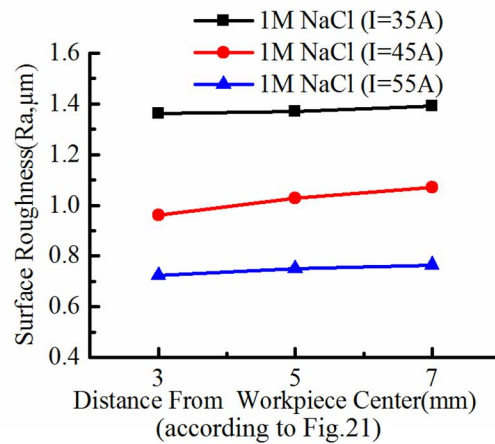 1M NaCl (I=35A)
1M NaCl (I=45A)
1M NaCl (I=55A)
Surface Roughness(Ra,μm)
1.6
1.4
1.2
1.0
0.8
0.6
0.4
3 5 7
Distance From Workpiece Center(mm)
(according to Fig.21)